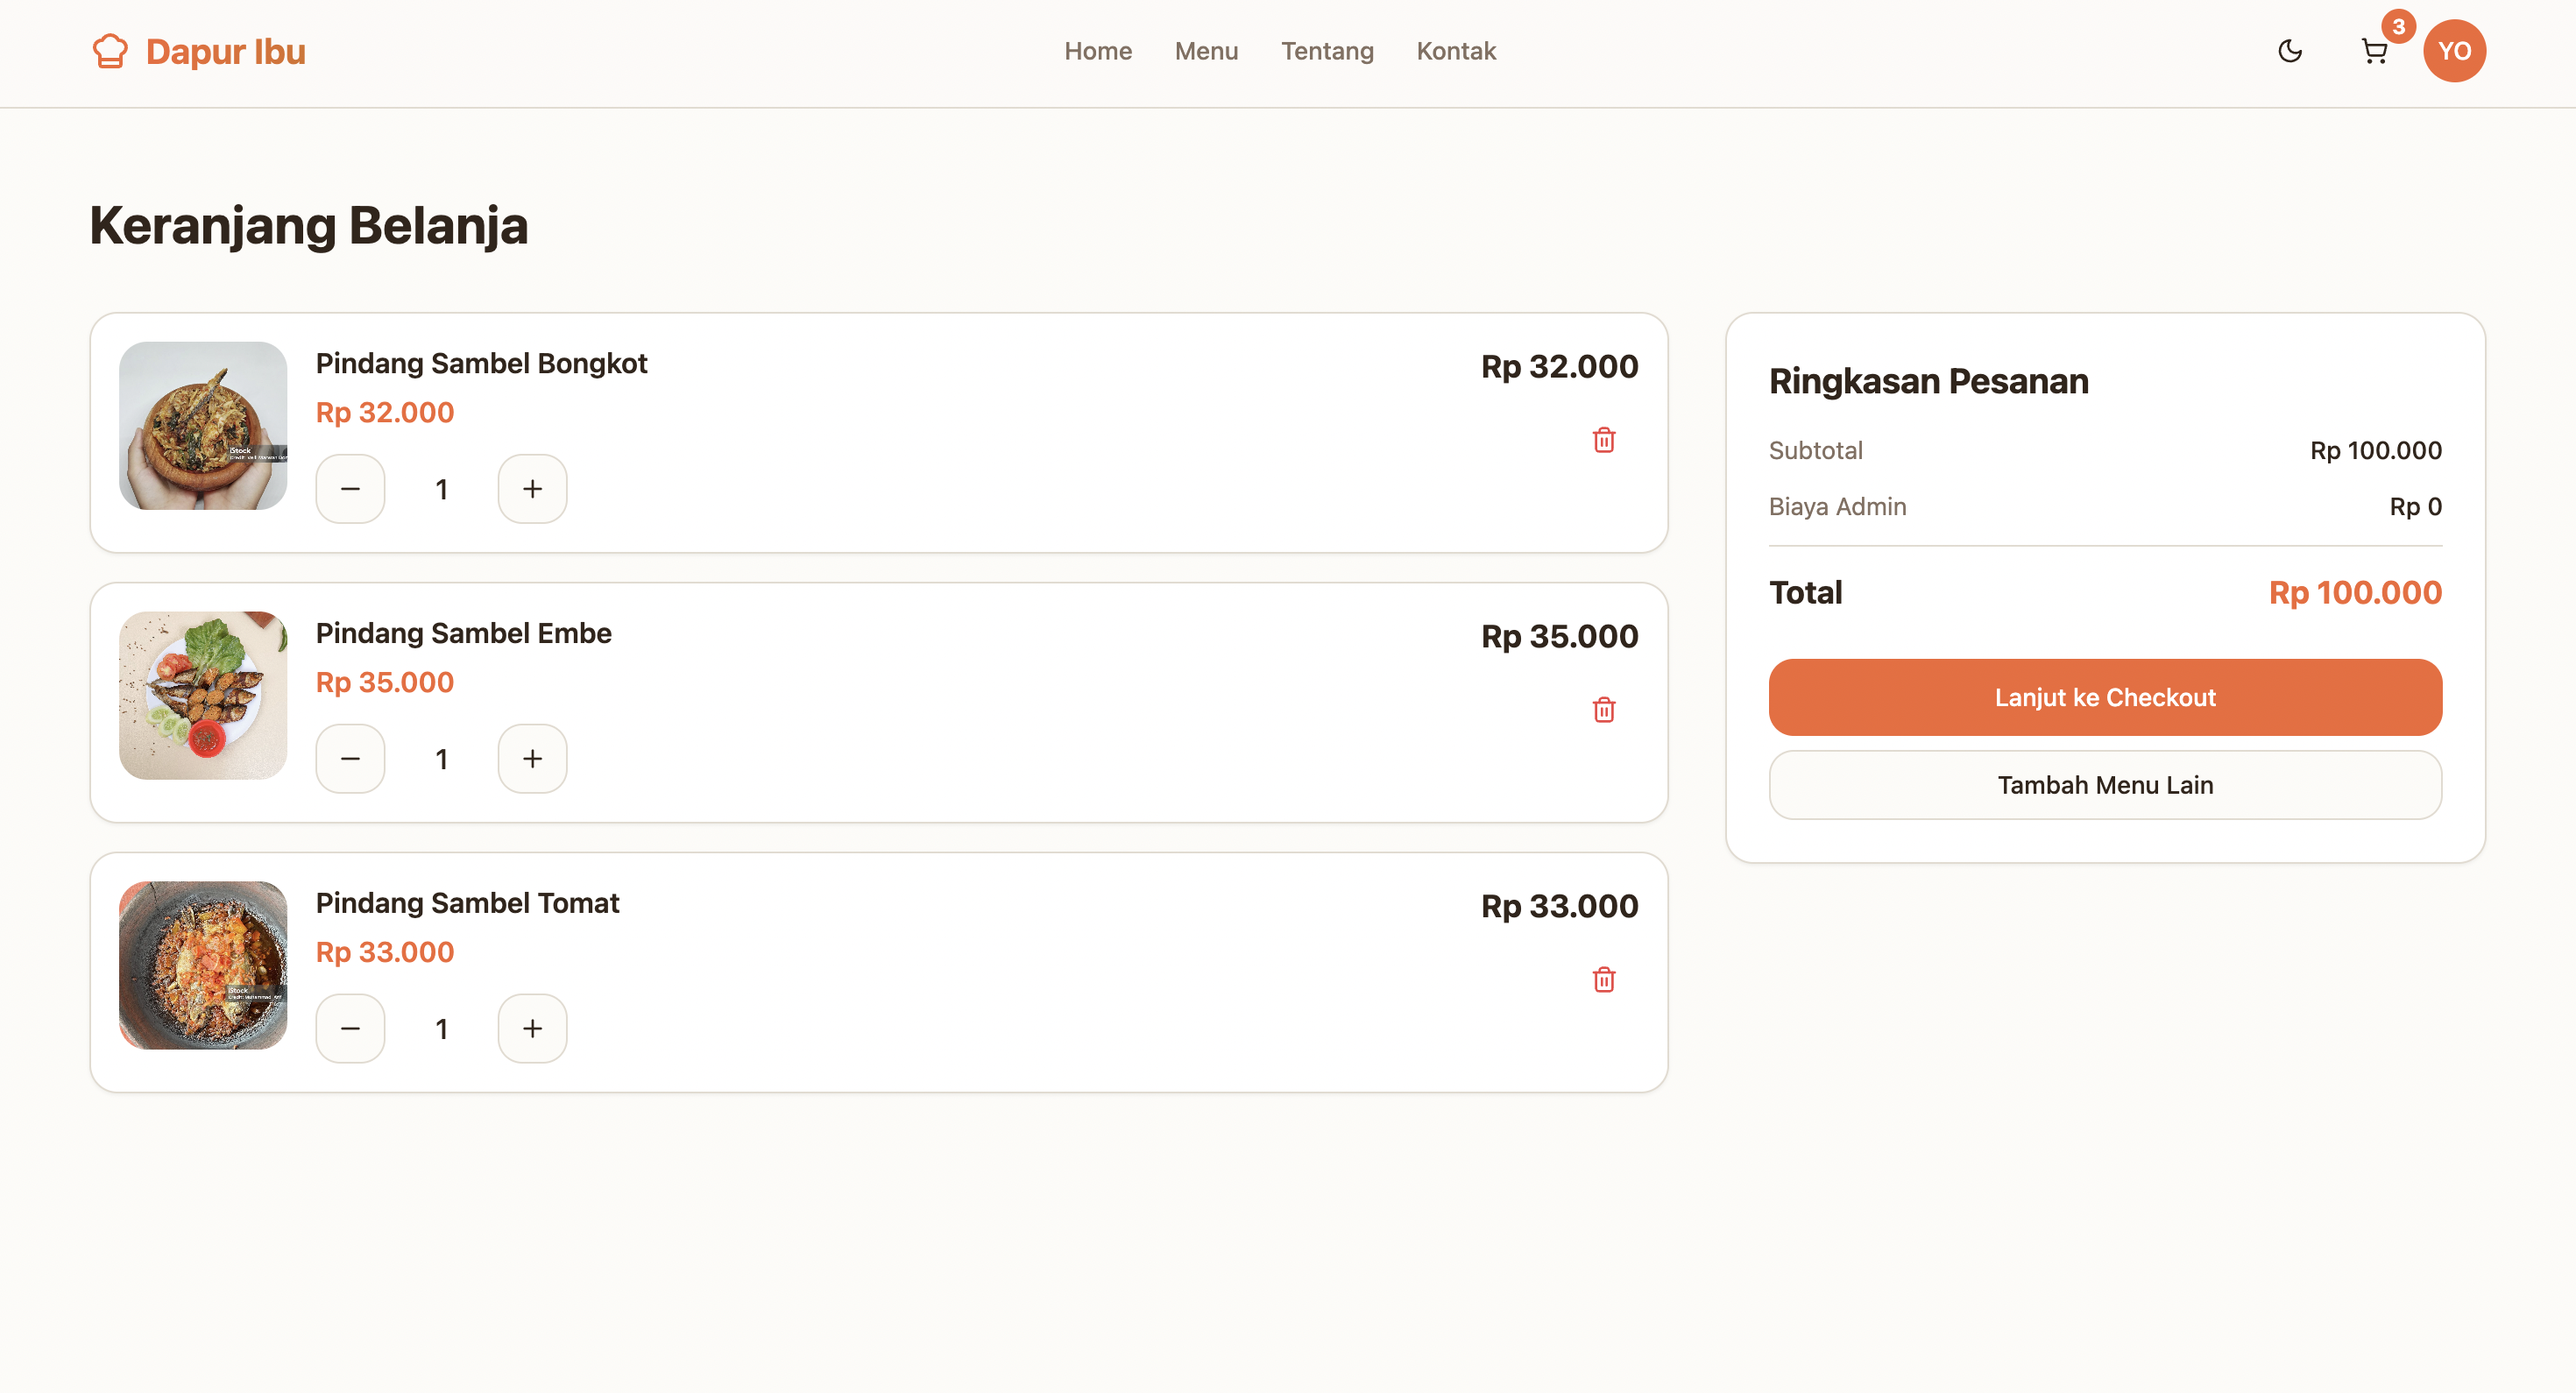 Dapur Ibu
Home Menu Tentang Kontak
3
YO
Keranjang Belanja
Pindang Sambel Bongkot
Rp 32.000
Rp 32.000
1
iStock
Pindang Sambel Embe
Rp 35.000
Rp 35.000
1
Pindang Sambel Tomat
Rp 33.000
Rp 33.000
1
iStock
Ringkasan Pesanan
Subtotal Rp 100.000
Biaya Admin Rp 0
Total Rp 100.000
Lanjut ke Checkout
Tambah Menu Lain